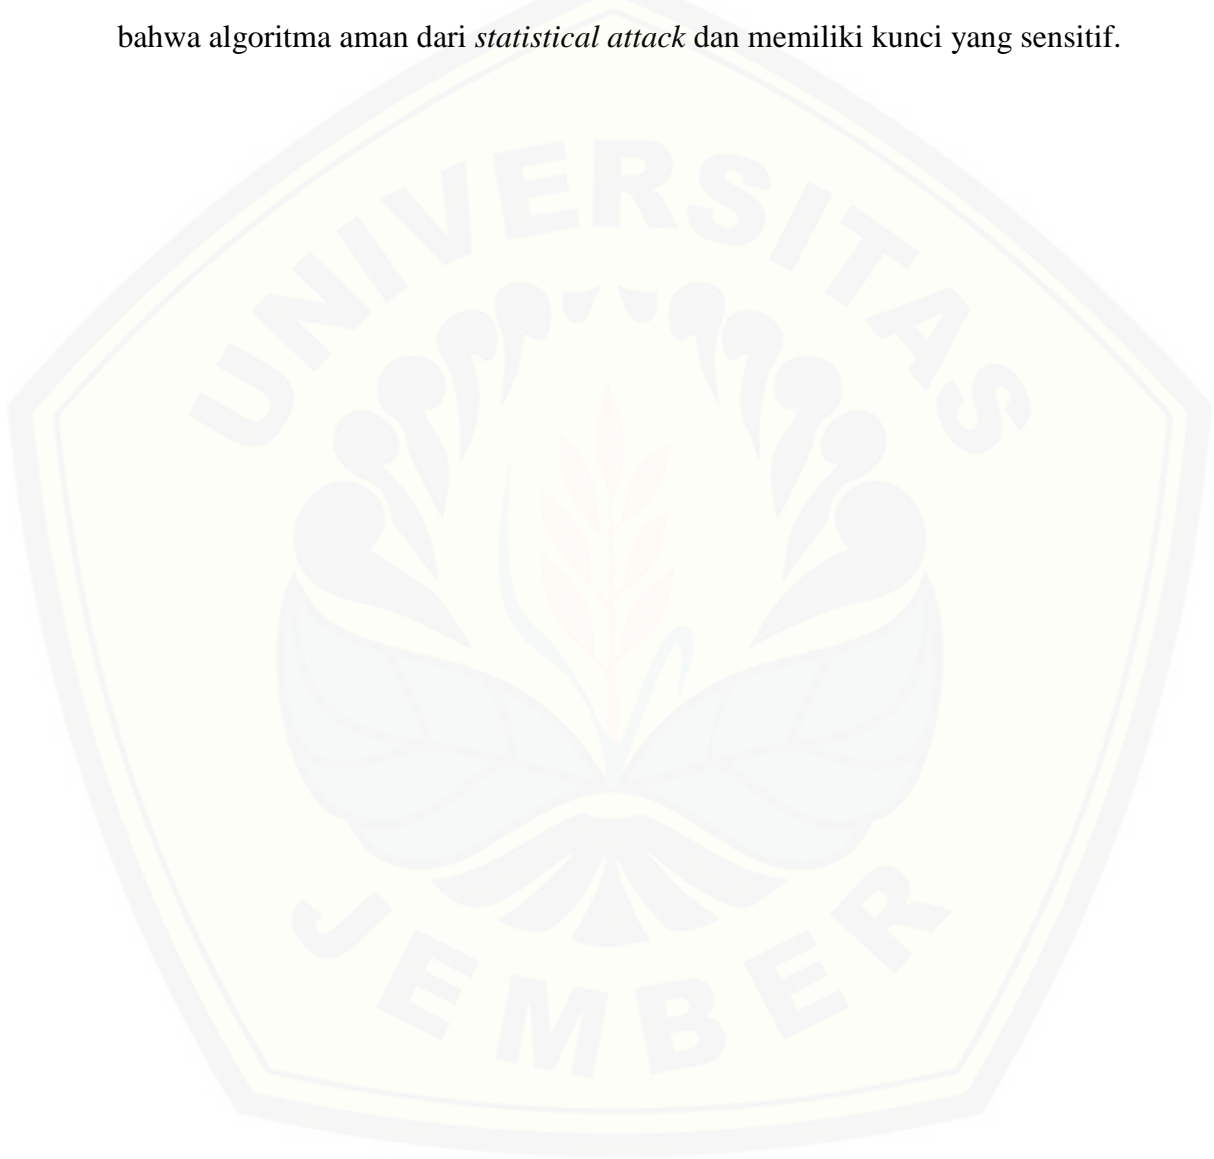 bahwa algoritma aman dari statistical attack dan memiliki kunci yang sensitif.
UNIVERSITAS
JEMBER